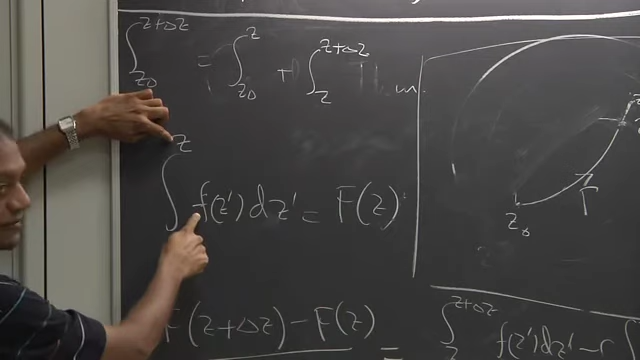 ∫_{z₀}^{z+Δz} = ∫_{z₀}^{z} + ∫_{z}^{z+Δz}
∫^{z} f(z') dz' = F(z)
z₀ Γ
F(z+Δz) − F(z) = ∫_{z}^{z+Δz} f(z')dz' −